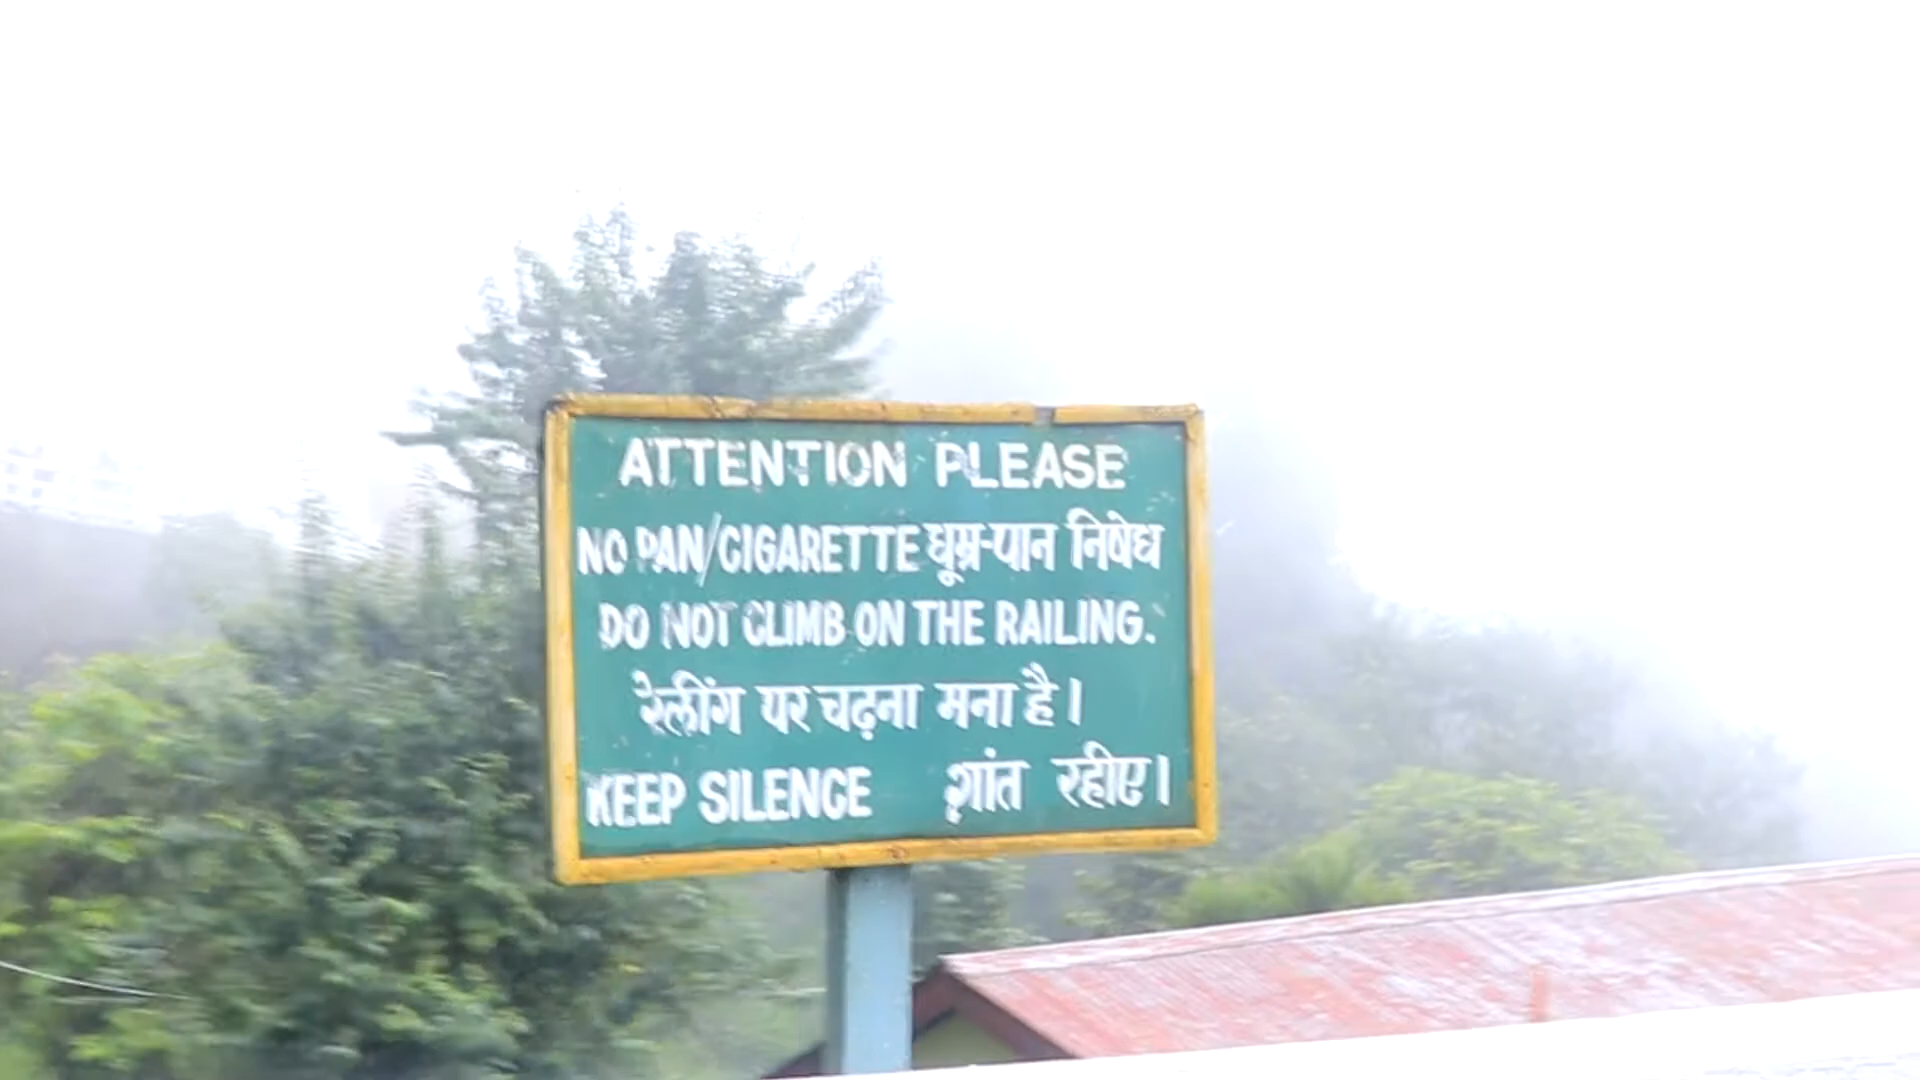 ATTENTION PLEASE
NO PAN/CIGARETTE धूम्र-पान निषेध
DO NOT CLIMB ON THE RAILING.
रेलींग पर चढ़ना मना है।
KEEP SILENCE शांत रहीए।